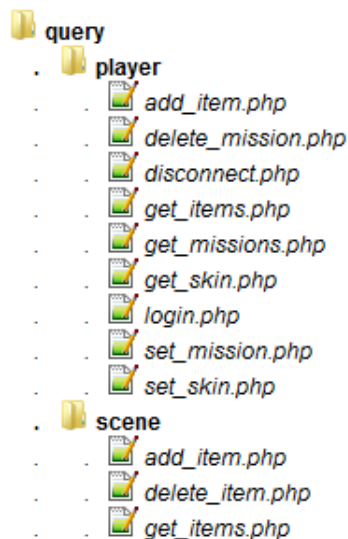 query
. player
. . add_item.php
. . delete_mission.php
. . disconnect.php
. . get_items.php
. . get_missions.php
. . get_skin.php
. . login.php
. . set_mission.php
. . set_skin.php
. scene
. . add_item.php
. . delete_item.php
. . get_items.php